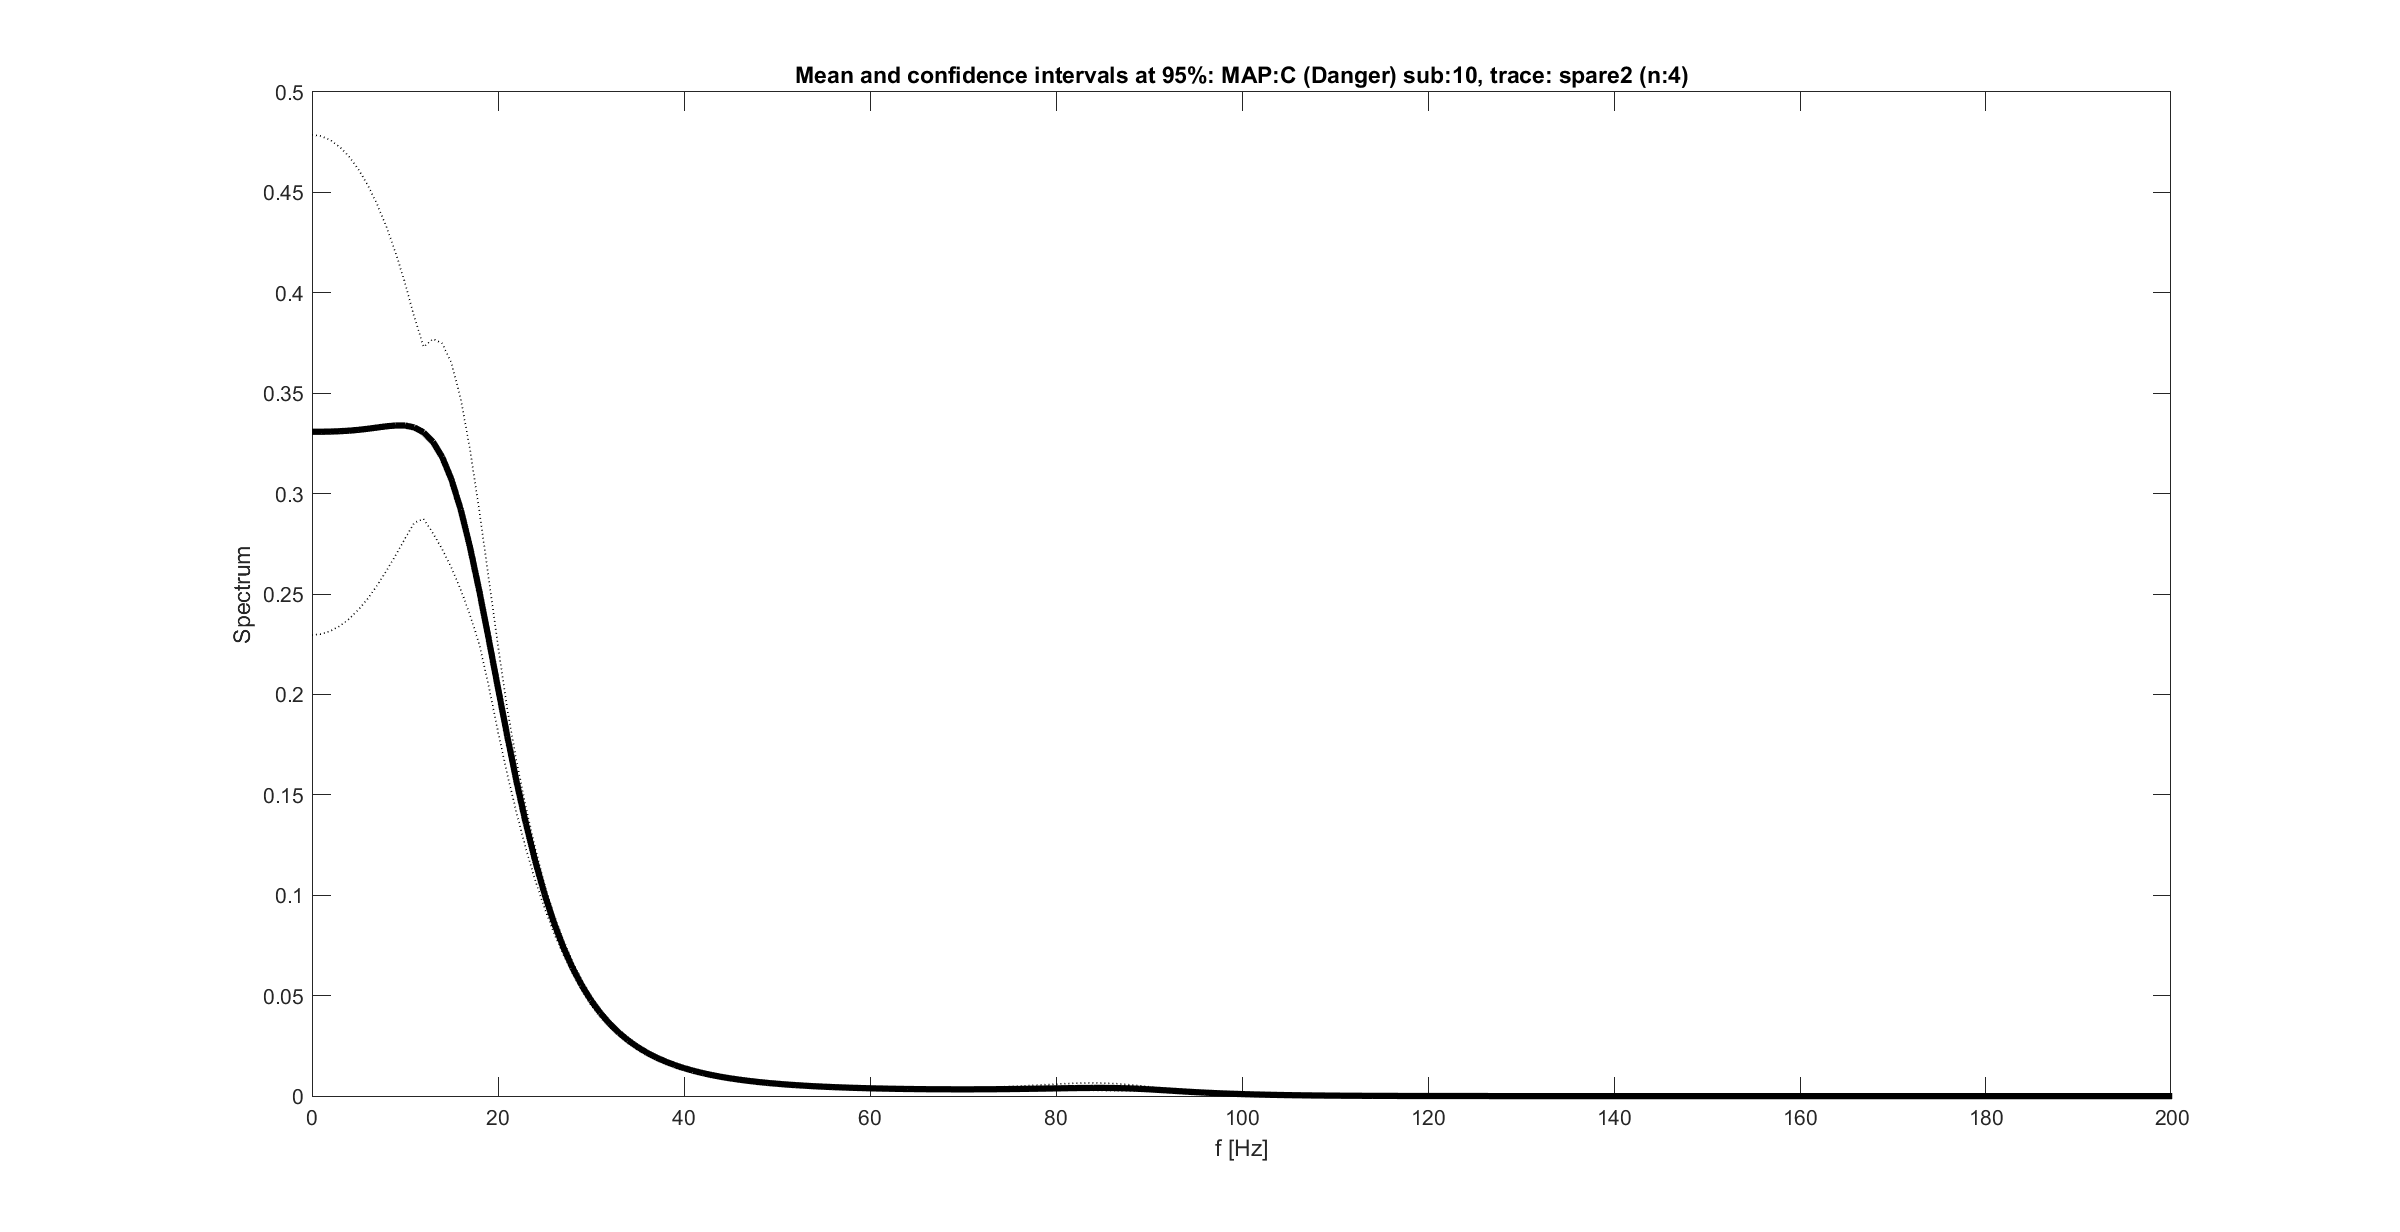 Mean and confidence intervals at 95%: MAP:C (Danger) sub:10, trace: spare2 (n:4)
0.5
0.45
0.4
0.35
0.3
0.25
0.2
0.15
0.1
0.05
0
Spectrum
0 20 40 60 80 100 120 140 160 180 200
f [Hz]